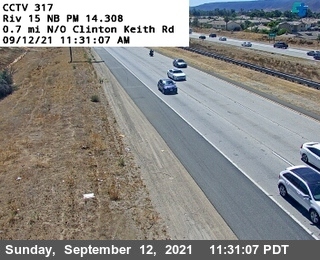 CCTV 317
Riv 15 NB PM 14.308
0.7 mi N/O Clinton Keith Rd
09/12/21 11:31:07 AM
Sunday, September 12, 2021 11:31:07 PDT